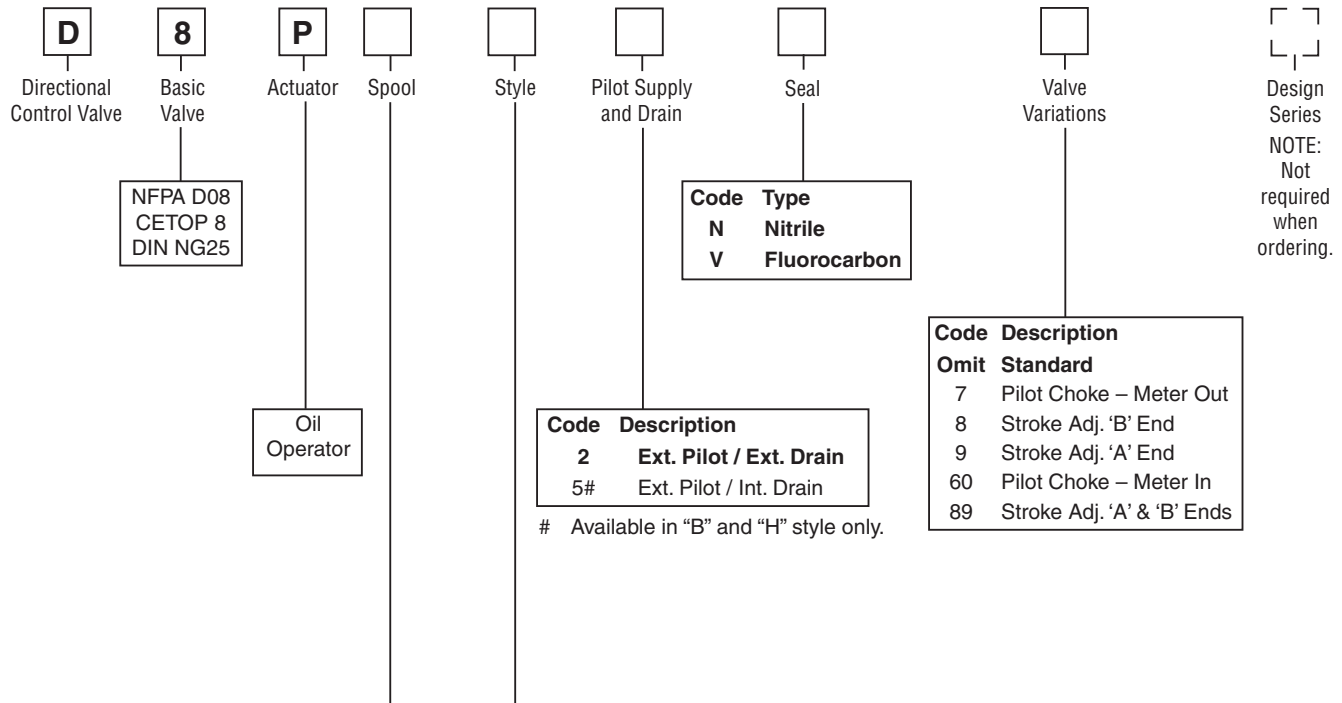 D 8 P
Directional
Control Valve
Basic
Valve
Actuator
Spool
Style
Pilot Supply
and Drain
Seal
Valve
Variations
Design
Series
NOTE:
Not
required
when
ordering.
NFPA D08
CETOP 8
DIN NG25
Code Type
N Nitrile
V Fluorocarbon
Code Description
Omit Standard
7 Pilot Choke – Meter Out
8 Stroke Adj. ‘B’ End
9 Stroke Adj. ‘A’ End
60 Pilot Choke – Meter In
89 Stroke Adj. ‘A’ & ‘B’ Ends
Oil
Operator
Code Description
2 Ext. Pilot / Ext. Drain
5# Ext. Pilot / Int. Drain
# Available in “B” and “H” style only.